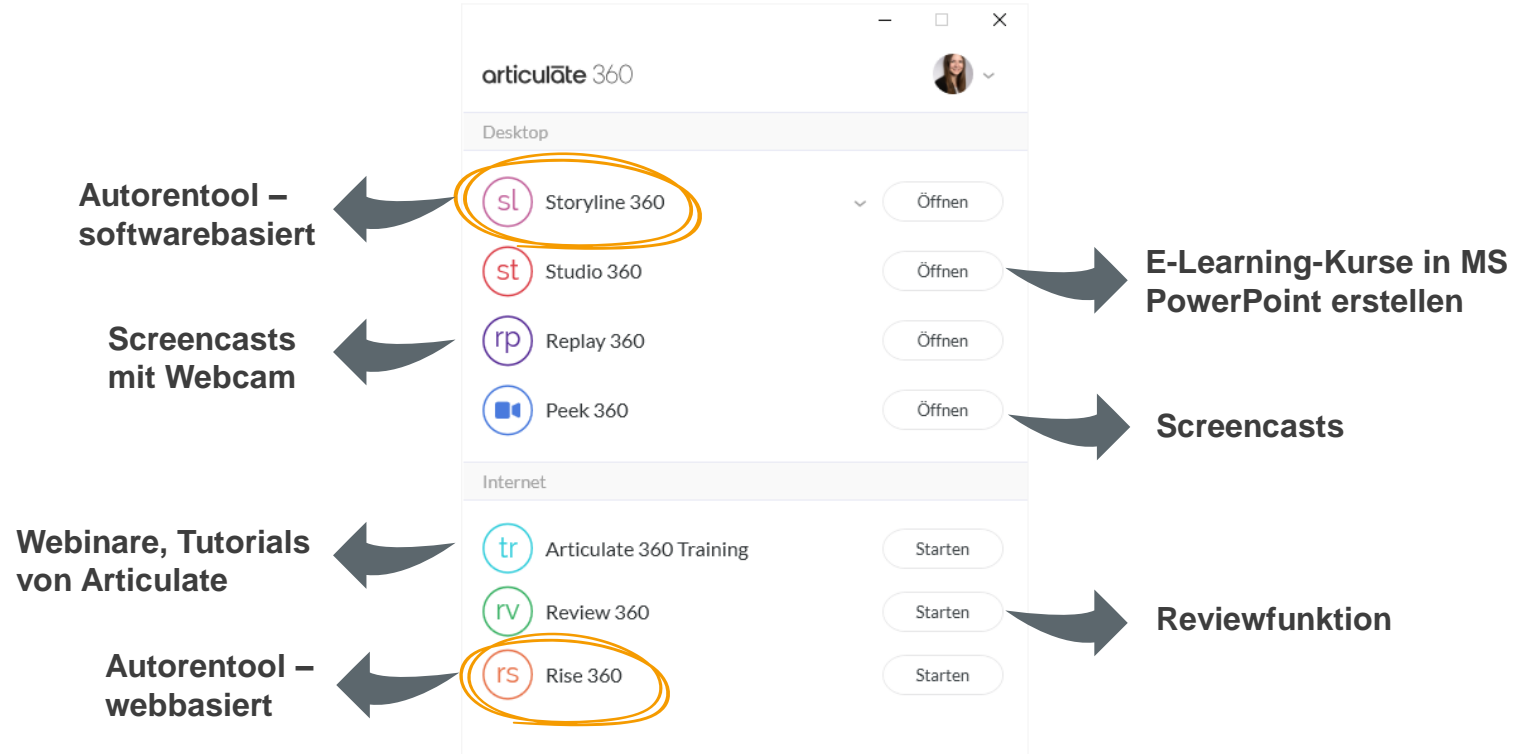 articulāte 360
Desktop
Autorentool –
softwarebasiert
sl Storyline 360 Öffnen
st Studio 360 Öffnen
E-Learning-Kurse in MS
PowerPoint erstellen
Screencasts
mit Webcam
rp Replay 360 Öffnen
Peek 360 Öffnen
Screencasts
Internet
Webinare, Tutorials
von Articulate
tr Articulate 360 Training Starten
rv Review 360 Starten
Reviewfunktion
Autorentool –
webbasiert
rs Rise 360 Starten